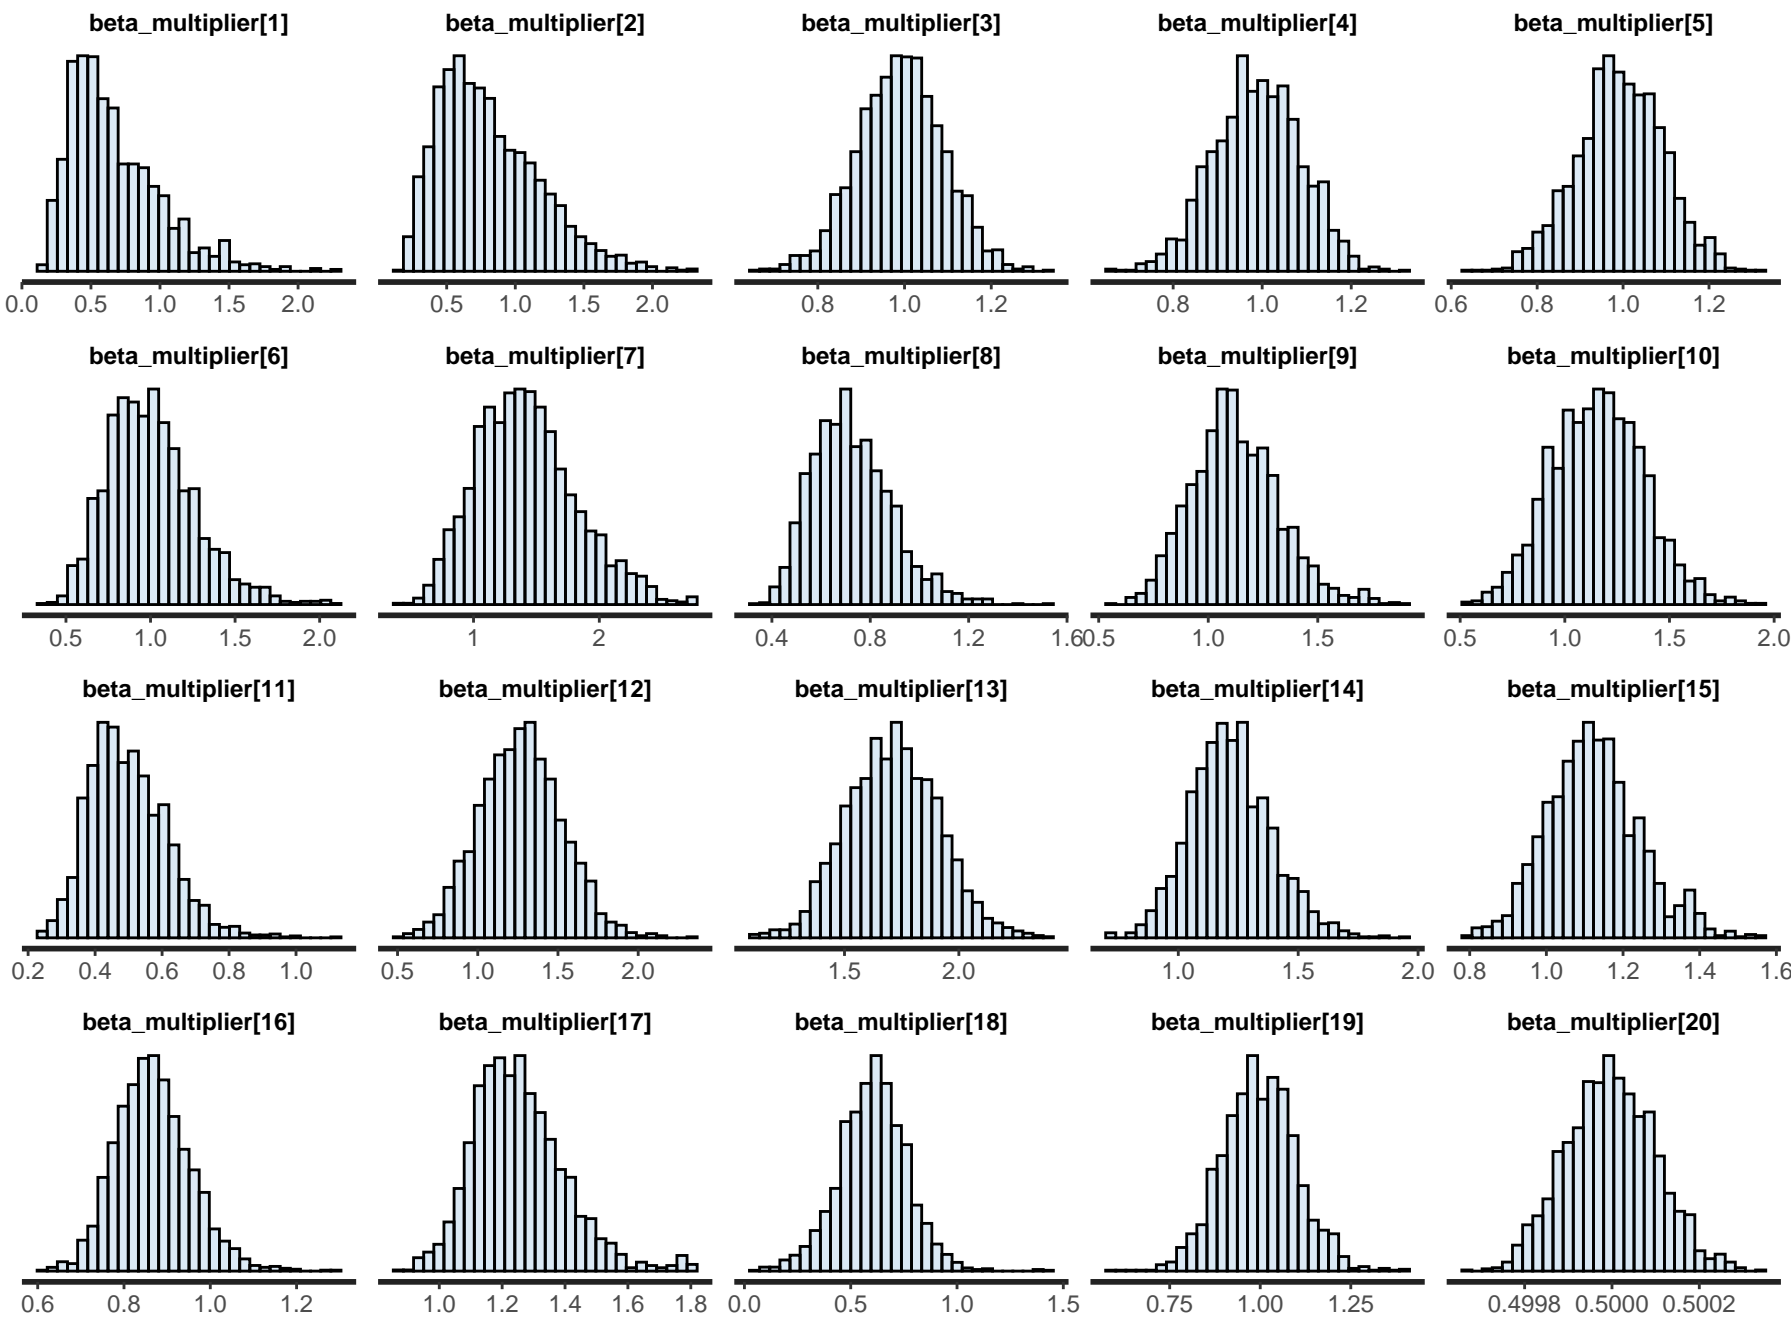 beta_multiplier[1] beta_multiplier[2] beta_multiplier[3] beta_multiplier[4] beta_multiplier[5]
0.0 0.5 1.0 1.5 2.0 0.5 1.0 1.5 2.0 0.8 1.0 1.2 0.8 1.0 1.2 0.6 0.8 1.0 1.2
beta_multiplier[6] beta_multiplier[7] beta_multiplier[8] beta_multiplier[9] beta_multiplier[10]
0.5 1.0 1.5 2.0 1 2 0.4 0.8 1.2 1.6 0.5 1.0 1.5 0.5 1.0 1.5 2.0
beta_multiplier[11] beta_multiplier[12] beta_multiplier[13] beta_multiplier[14] beta_multiplier[15]
0.2 0.4 0.6 0.8 1.0 0.5 1.0 1.5 2.0 1.5 2.0 1.0 1.5 2.0 0.8 1.0 1.2 1.4 1.6
beta_multiplier[16] beta_multiplier[17] beta_multiplier[18] beta_multiplier[19] beta_multiplier[20]
0.6 0.8 1.0 1.2 1.0 1.2 1.4 1.6 1.8 0.0 0.5 1.0 1.5 0.75 1.00 1.25 0.4998 0.5000 0.5002